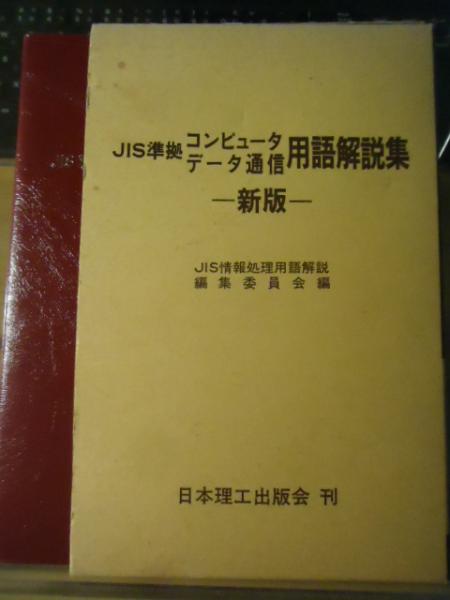 JIS準拠 コンピュータ
データ通信 用語解説集
―新版―
JIS情報処理用語解説
編集委員会編
日本理工出版会 刊